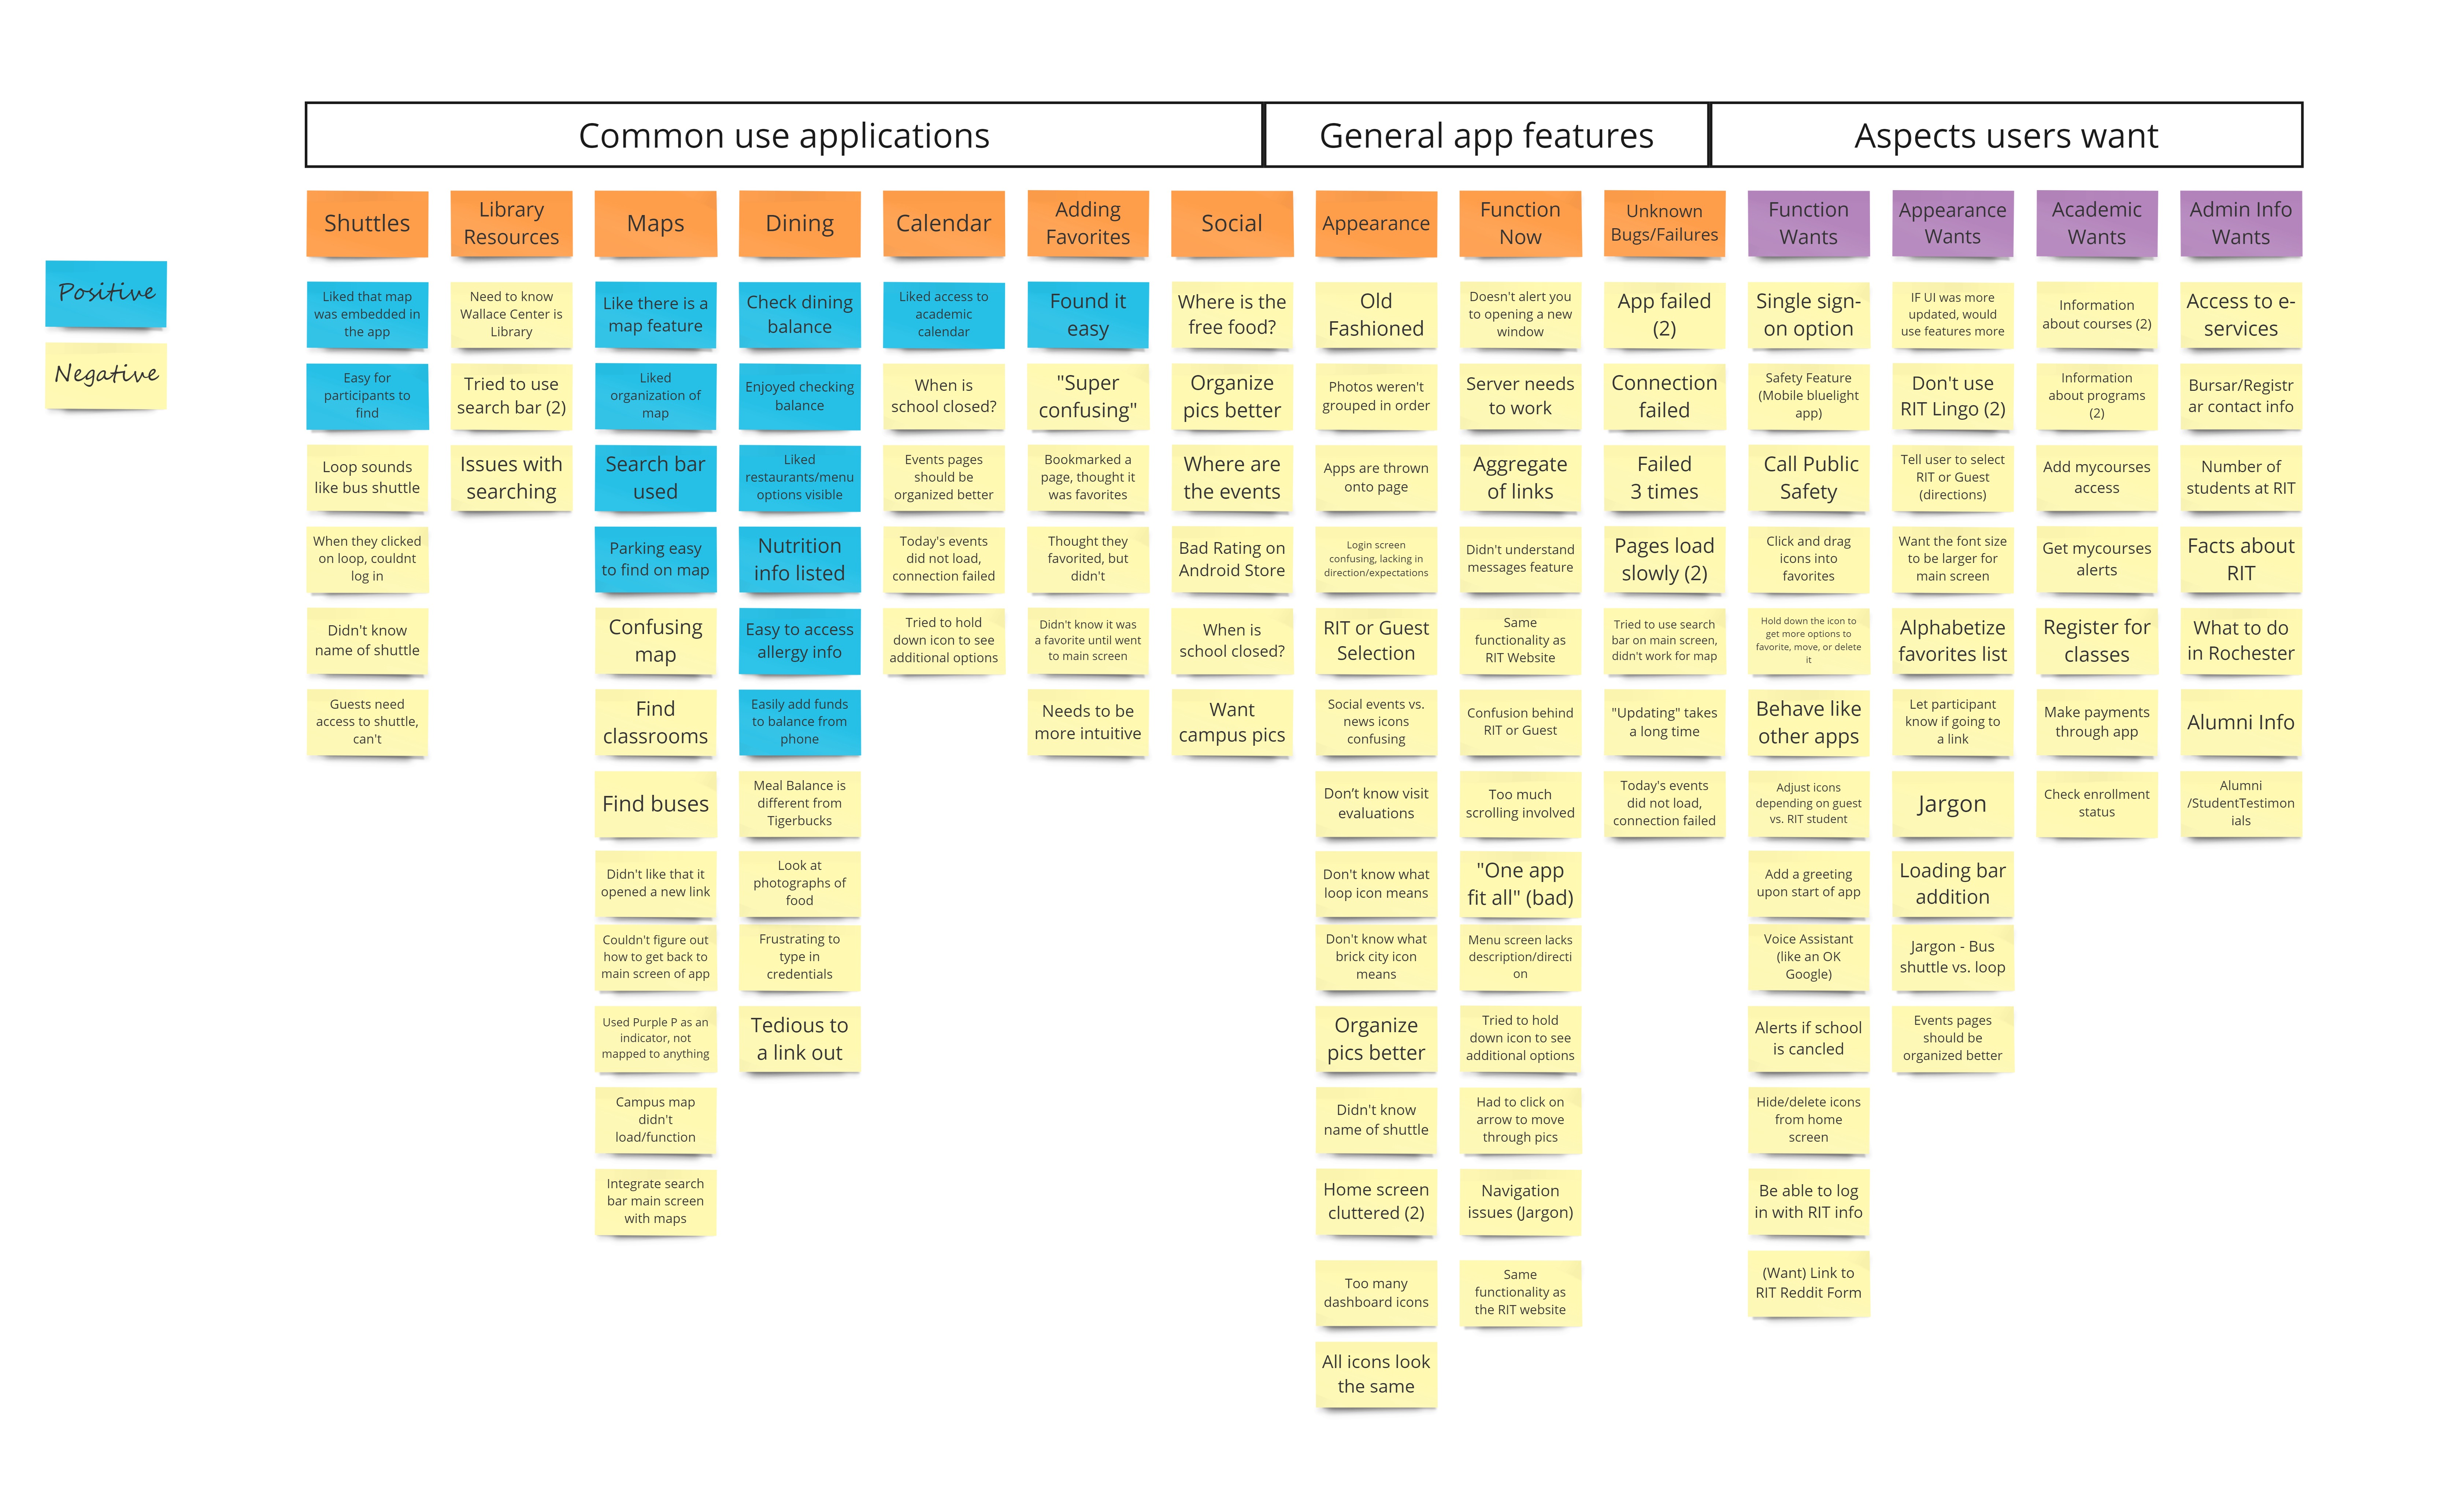 Common use applications
General app features
Aspects users want
Positive
Negative
Shuttles
Liked that map
was embedded in
the app
Easy for
participants to
find
Loop sounds
like bus shuttle
When they clicked
on loop, couldnt
log in
Didn't know
name of shuttle
Guests need
access to shuttle,
can't
Library
Resources
Need to know
Wallace Center is
Library
Tried to use
search bar (2)
Issues with
searching
Maps
Like there is a
map feature
Liked
organization of
map
Search bar
used
Parking easy
to find on map
Confusing
map
Find
classrooms
Find buses
Didn't like that it
opened a new link
Couldn't figure out
how to get back to
main screen of app
Used Purple P as an
indicator, not
mapped to anything
Campus map
didn't
load/function
Integrate search
bar main screen
with maps
Dining
Check dining
balance
Enjoyed checking
balance
Liked
restaurants/menu
options visible
Nutrition
info listed
Easy to access
allergy info
Easily add funds
to balance from
phone
Meal Balance is
different from
Tigerbucks
Look at
photographs of
food
Frustrating to
type in
credentials
Tedious to
a link out
Calendar
Liked access to
academic
calendar
When is
school closed?
Events pages
should be
organized better
Today's events
did not load,
connection failed
Tried to hold
down icon to see
additional options
Adding
Favorites
Found it
easy
"Super
confusing"
Bookmarked a
page, thought it
was favorites
Thought they
favorited, but
didn't
Didn't know it was
a favorite until went
to main screen
Needs to be
more intuitive
Social
Where is the
free food?
Organize
pics better
Where are
the events
Bad Rating on
Android Store
When is
school closed?
Want
campus pics
Appearance
Old
Fashioned
Photos weren't
grouped in order
Apps are thrown
onto page
Login screen
confusing, lacking in
direction/expectations
RIT or Guest
Selection
Social events vs.
news icons
confusing
Don't know visit
evaluations
Don't know what
loop icon means
Don't know what
brick city icon
means
Organize
pics better
Didn't know
name of shuttle
Home screen
cluttered (2)
Too many
dashboard icons
All icons look
the same
Function
Now
Doesn't alert you
to opening a new
window
Server needs
to work
Aggregate
of links
Didn't understand
messages feature
Same
functionality as
RIT Website
Confusion behind
RIT or Guest
Too much
scrolling involved
"One app
fit all" (bad)
Menu screen lacks
description/directi
on
Tried to hold
down icon to see
additional options
Had to click on
arrow to move
through pics
Navigation
issues (Jargon)
Same
functionality as
the RIT website
Unknown
Bugs/Failures
App failed
(2)
Connection
failed
Failed
3 times
Pages load
slowly (2)
Tried to use search
bar on main screen,
didn't work for map
"Updating" takes
a long time
Today's events
did not load,
connection failed
Function
Wants
Single sign-
on option
Safety Feature
(Mobile bluelight
app)
Call Public
Safety
Click and drag
icons into
favorites
Hold down the icon to
get more options to
favorite, move, or delete
it
Behave like
other apps
Adjust icons
depending on guest
vs. RIT student
Add a greeting
upon start of app
Voice Assistant
(like an OK
Google)
Alerts if school
is cancled
Hide/delete icons
from home
screen
Be able to log
in with RIT info
(Want) Link to
RIT Reddit Form
Appearance
Wants
IF UI was more
updated, would
use features more
Don't use
RIT Lingo (2)
Tell user to select
RIT or Guest
(directions)
Want the font size
to be larger for
main screen
Alphabetize
favorites list
Let participant
know if going to
a link
Jargon
Loading bar
addition
Jargon - Bus
shuttle vs. loop
Events pages
should be
organized better
Academic
Wants
Information
about courses (2)
Information
about programs
(2)
Add mycourses
access
Get mycourses
alerts
Register for
classes
Make payments
through app
Check enrollment
status
Admin Info
Wants
Access to e-
services
Bursar/Registr
ar contact info
Number of
students at RIT
Facts about
RIT
What to do
in Rochester
Alumni Info
Alumni
/StudentTestimon
ials